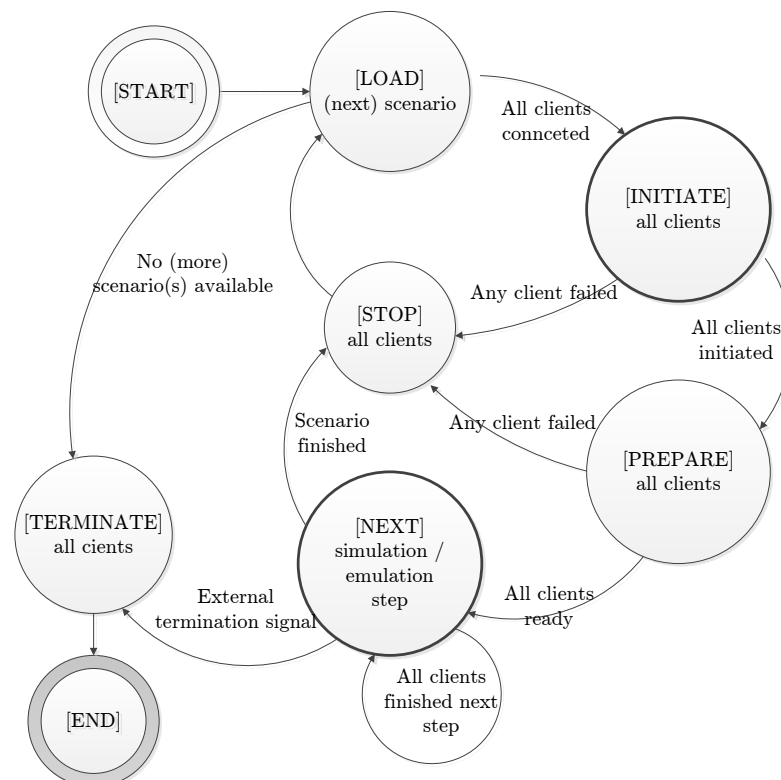 [START]
[LOAD]
(next) scenario
All clients
connceted
[INITIATE]
all clients
No (more)
scenario(s) available
Any client failed
[STOP]
all clients
All clients
initiated
Scenario
finished
Any client failed
[PREPARE]
all clients
[TERMINATE]
all cients
[NEXT]
simulation /
emulation
step
External
termination signal
All clients
ready
All clients
finished next
step
[END]